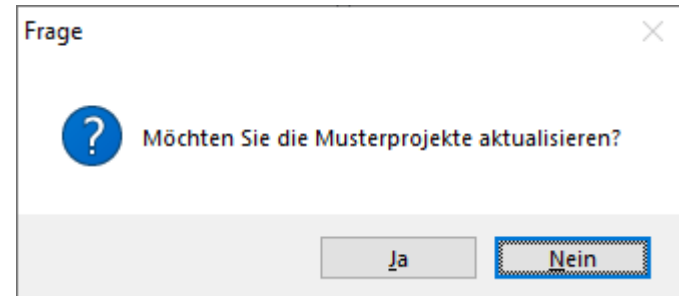 Frage
?
Möchten Sie die Musterprojekte aktualisieren?
Ja
Nein